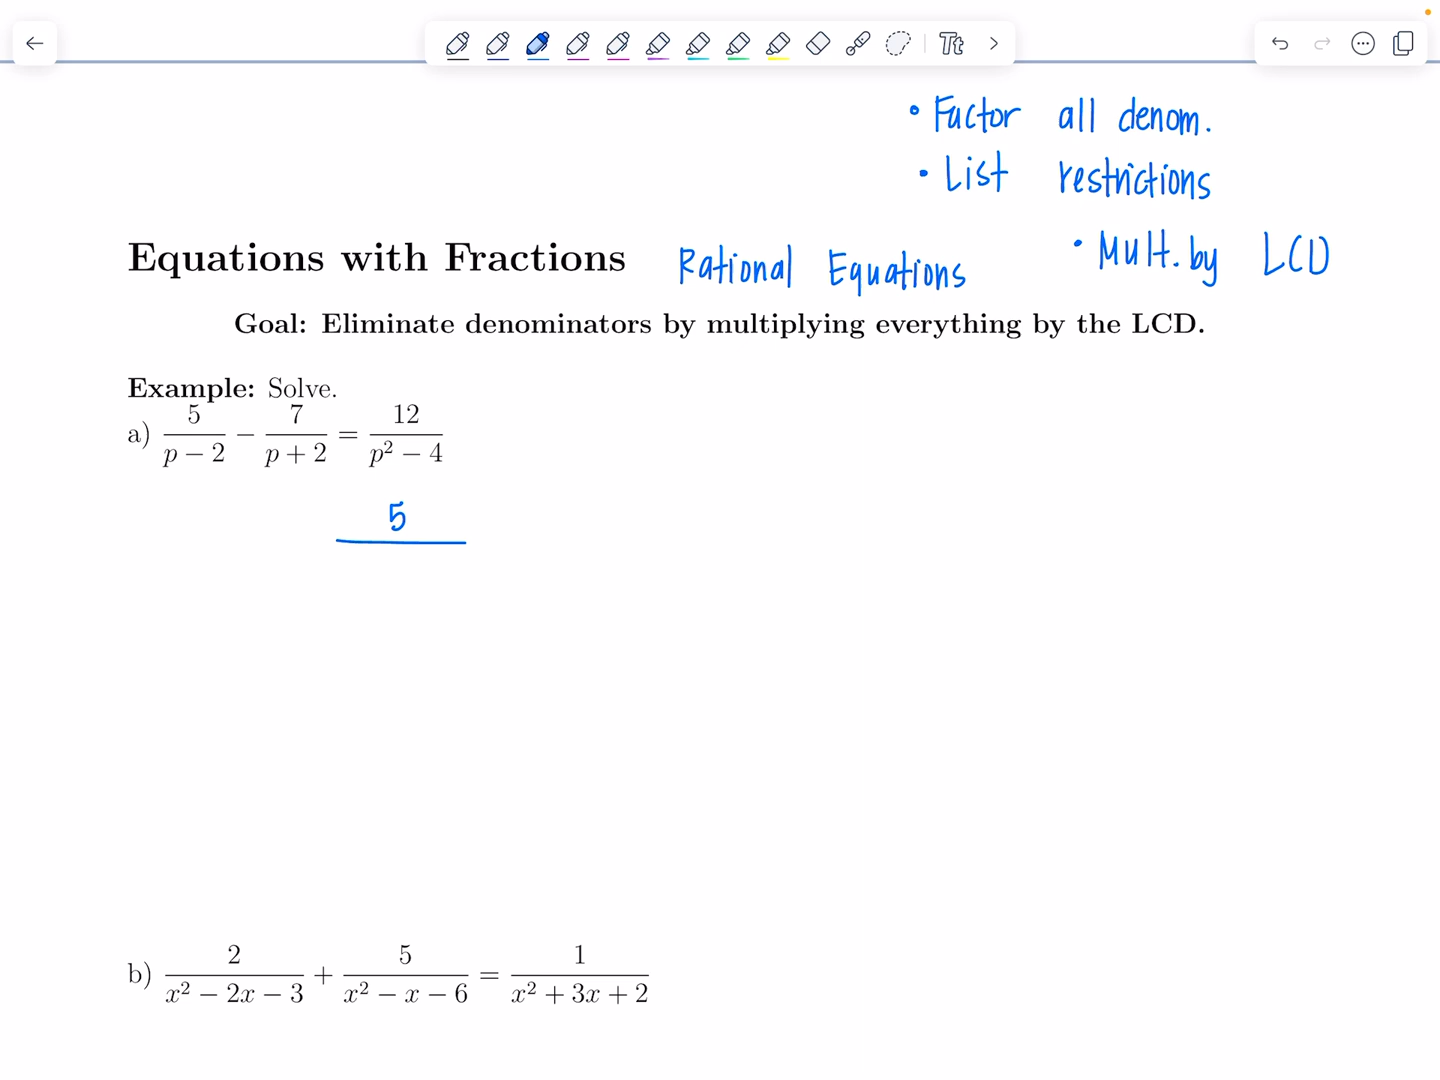 Tt
• Factor all denom.
• List restrictions
• Mult. by LCD
Equations with Fractions Rational Equations
Goal: Eliminate denominators by multiplying everything by the LCD.
Example: Solve.
a) 5/(p − 2) − 7/(p + 2) = 12/(p² − 4)
5
b) 2/(x² − 2x − 3) + 5/(x² − x − 6) = 1/(x² + 3x + 2)